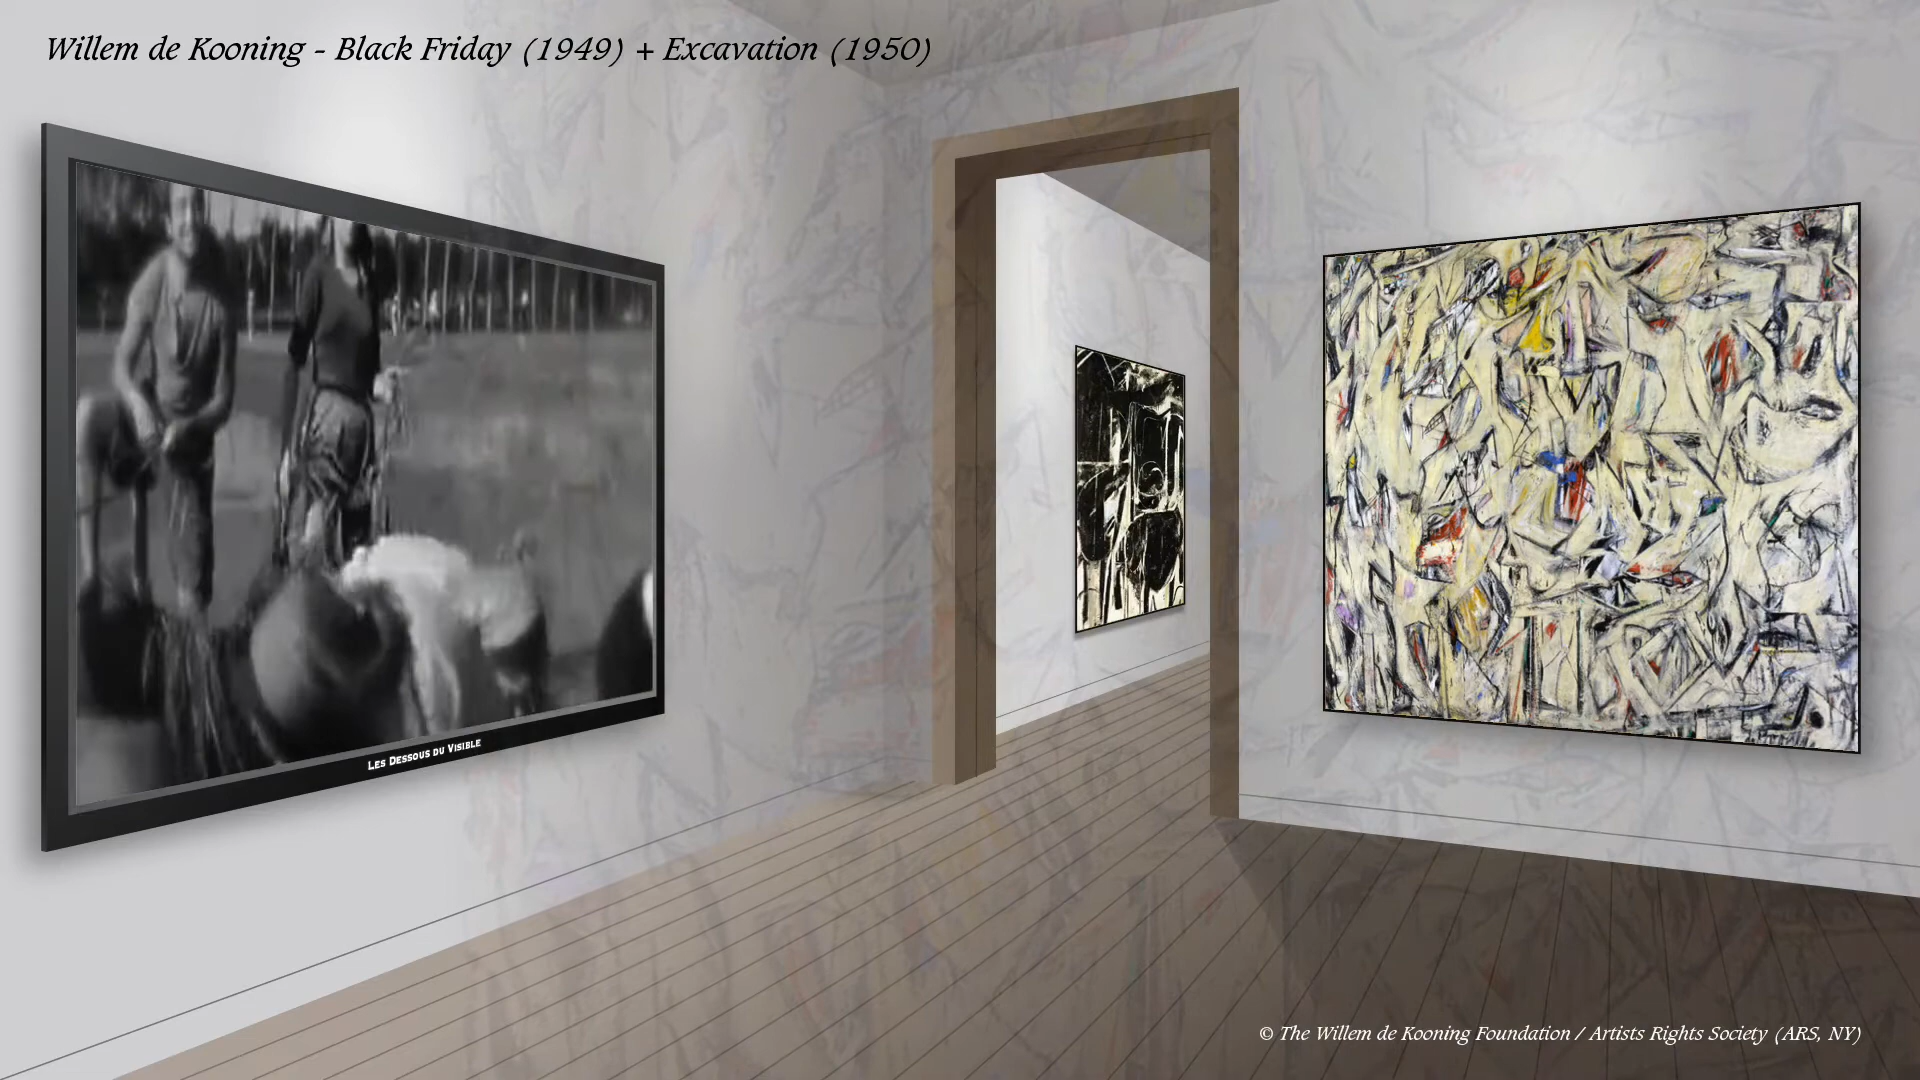 Willem de Kooning - Black Friday (1949) + Excavation (1950)
Les Dessous du Visible
© The Willem de Kooning Foundation / Artists Rights Society (ARS, NY)